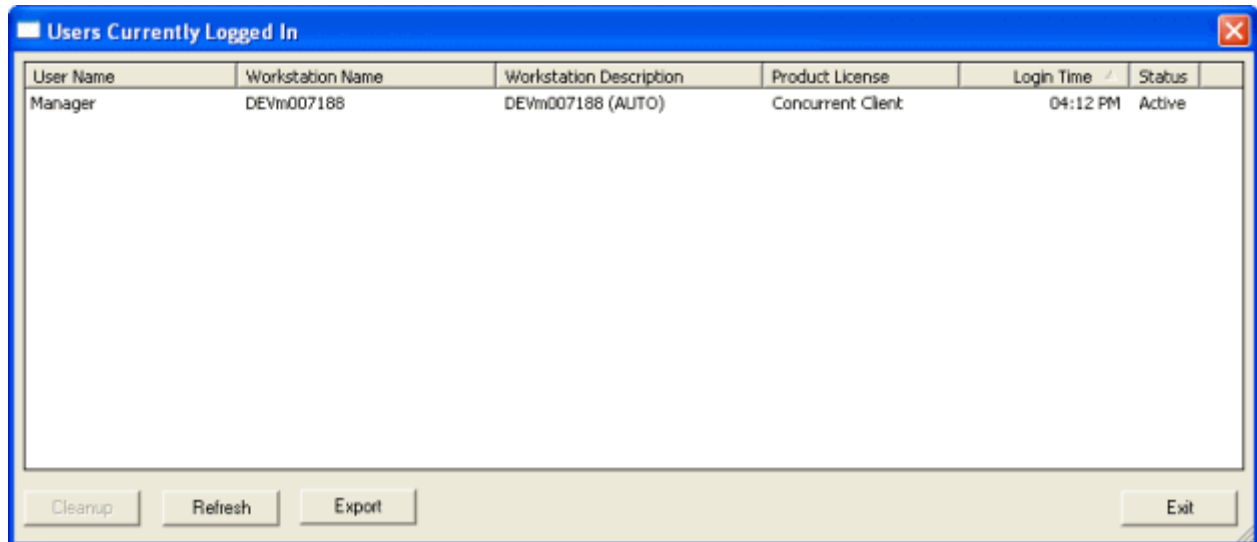 Users Currently Logged In
User Name Workstation Name Workstation Description Product License Login Time Status
Manager DEVm007188 DEVm007188 (AUTO) Concurrent Client 04:12 PM Active
Cleanup Refresh Export Exit